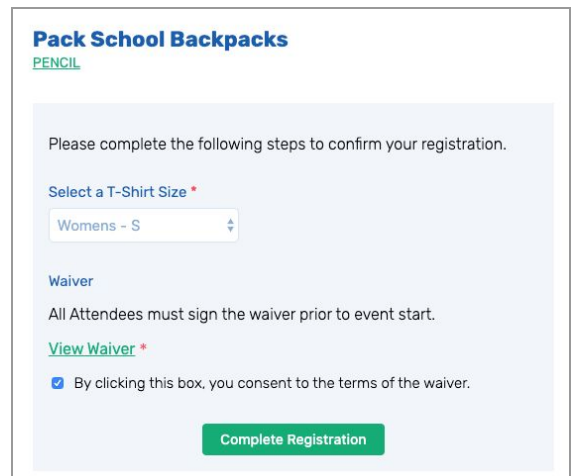 Pack School Backpacks
PENCIL
Please complete the following steps to confirm your registration.
Select a T-Shirt Size *
Womens - S
Waiver
All Attendees must sign the waiver prior to event start.
View Waiver *
By clicking this box, you consent to the terms of the waiver.
Complete Registration